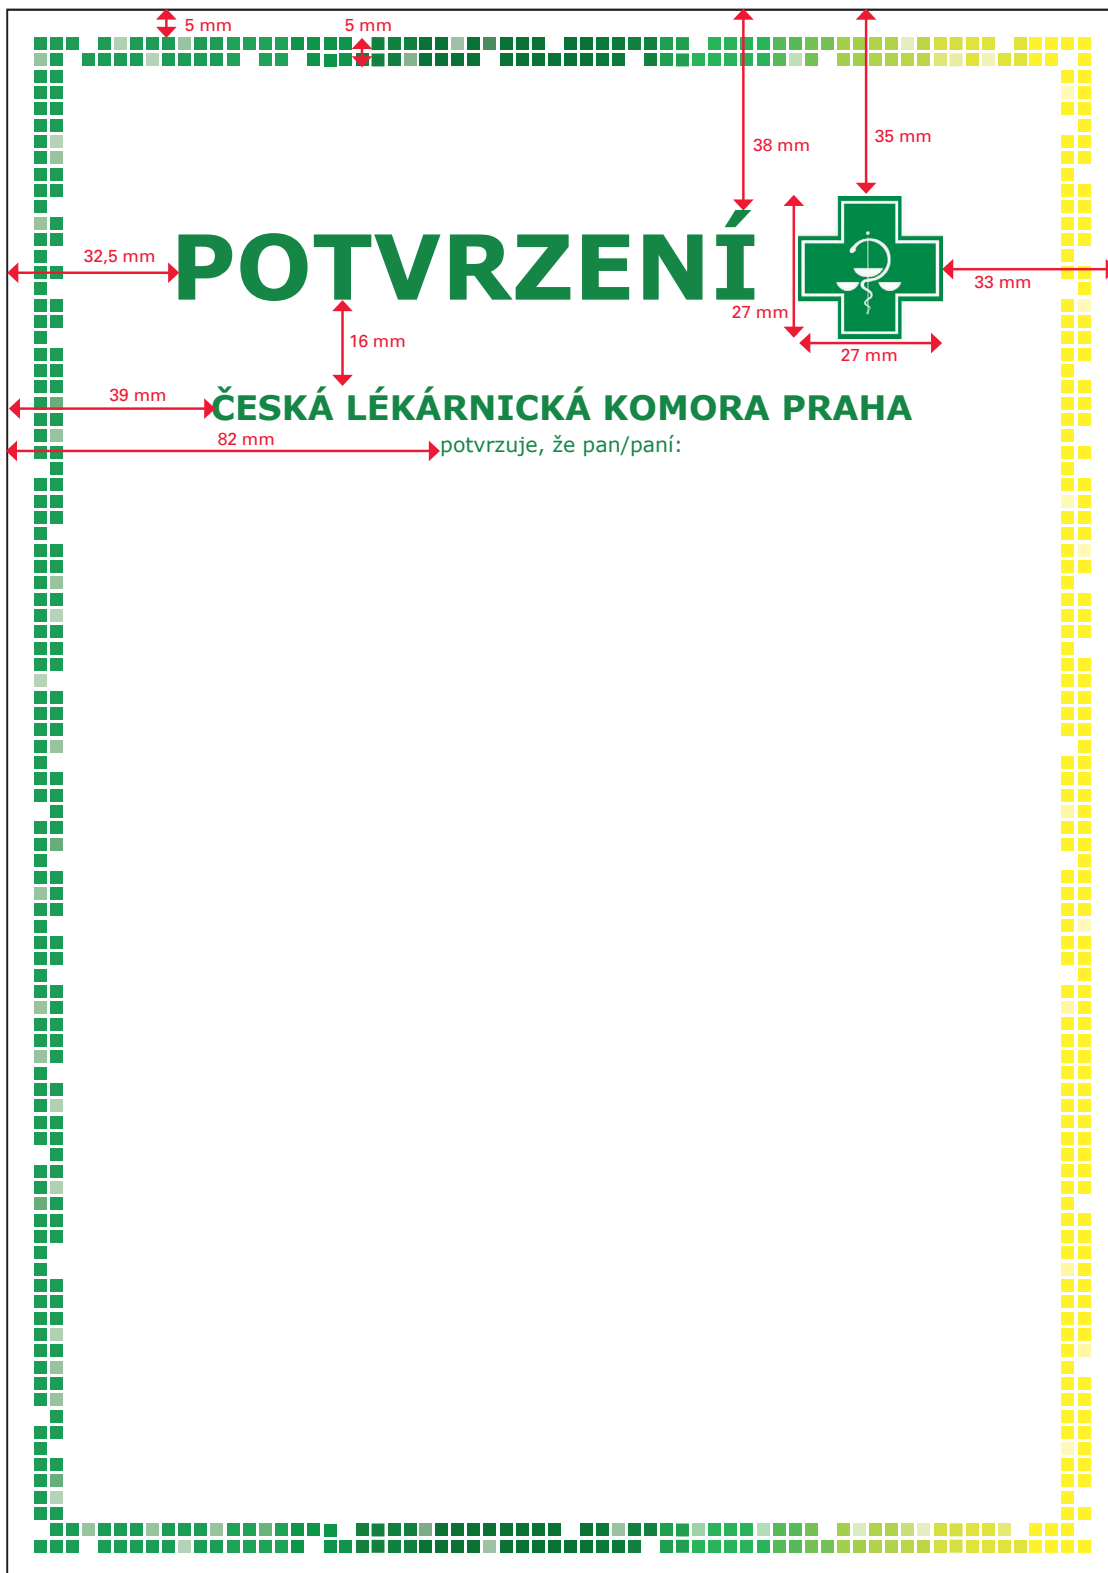 5 mm
5 mm
38 mm
35 mm
POTVRZENÍ
32,5 mm
33 mm
27 mm
16 mm
27 mm
39 mm
ČESKÁ LÉKÁRNICKÁ KOMORA PRAHA
82 mm
potvrzuje, že pan/paní: